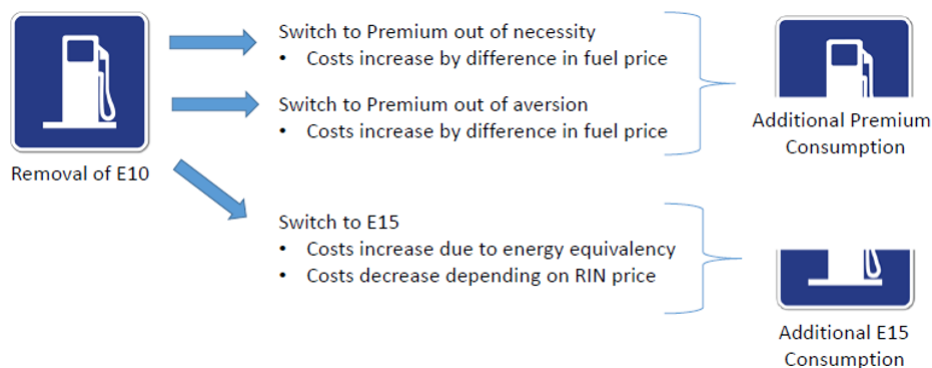 Removal of E10
Switch to Premium out of necessity
• Costs increase by difference in fuel price
Switch to Premium out of aversion
• Costs increase by difference in fuel price
Switch to E15
• Costs increase due to energy equivalency
• Costs decrease depending on RIN price
Additional Premium
Consumption
Additional E15
Consumption